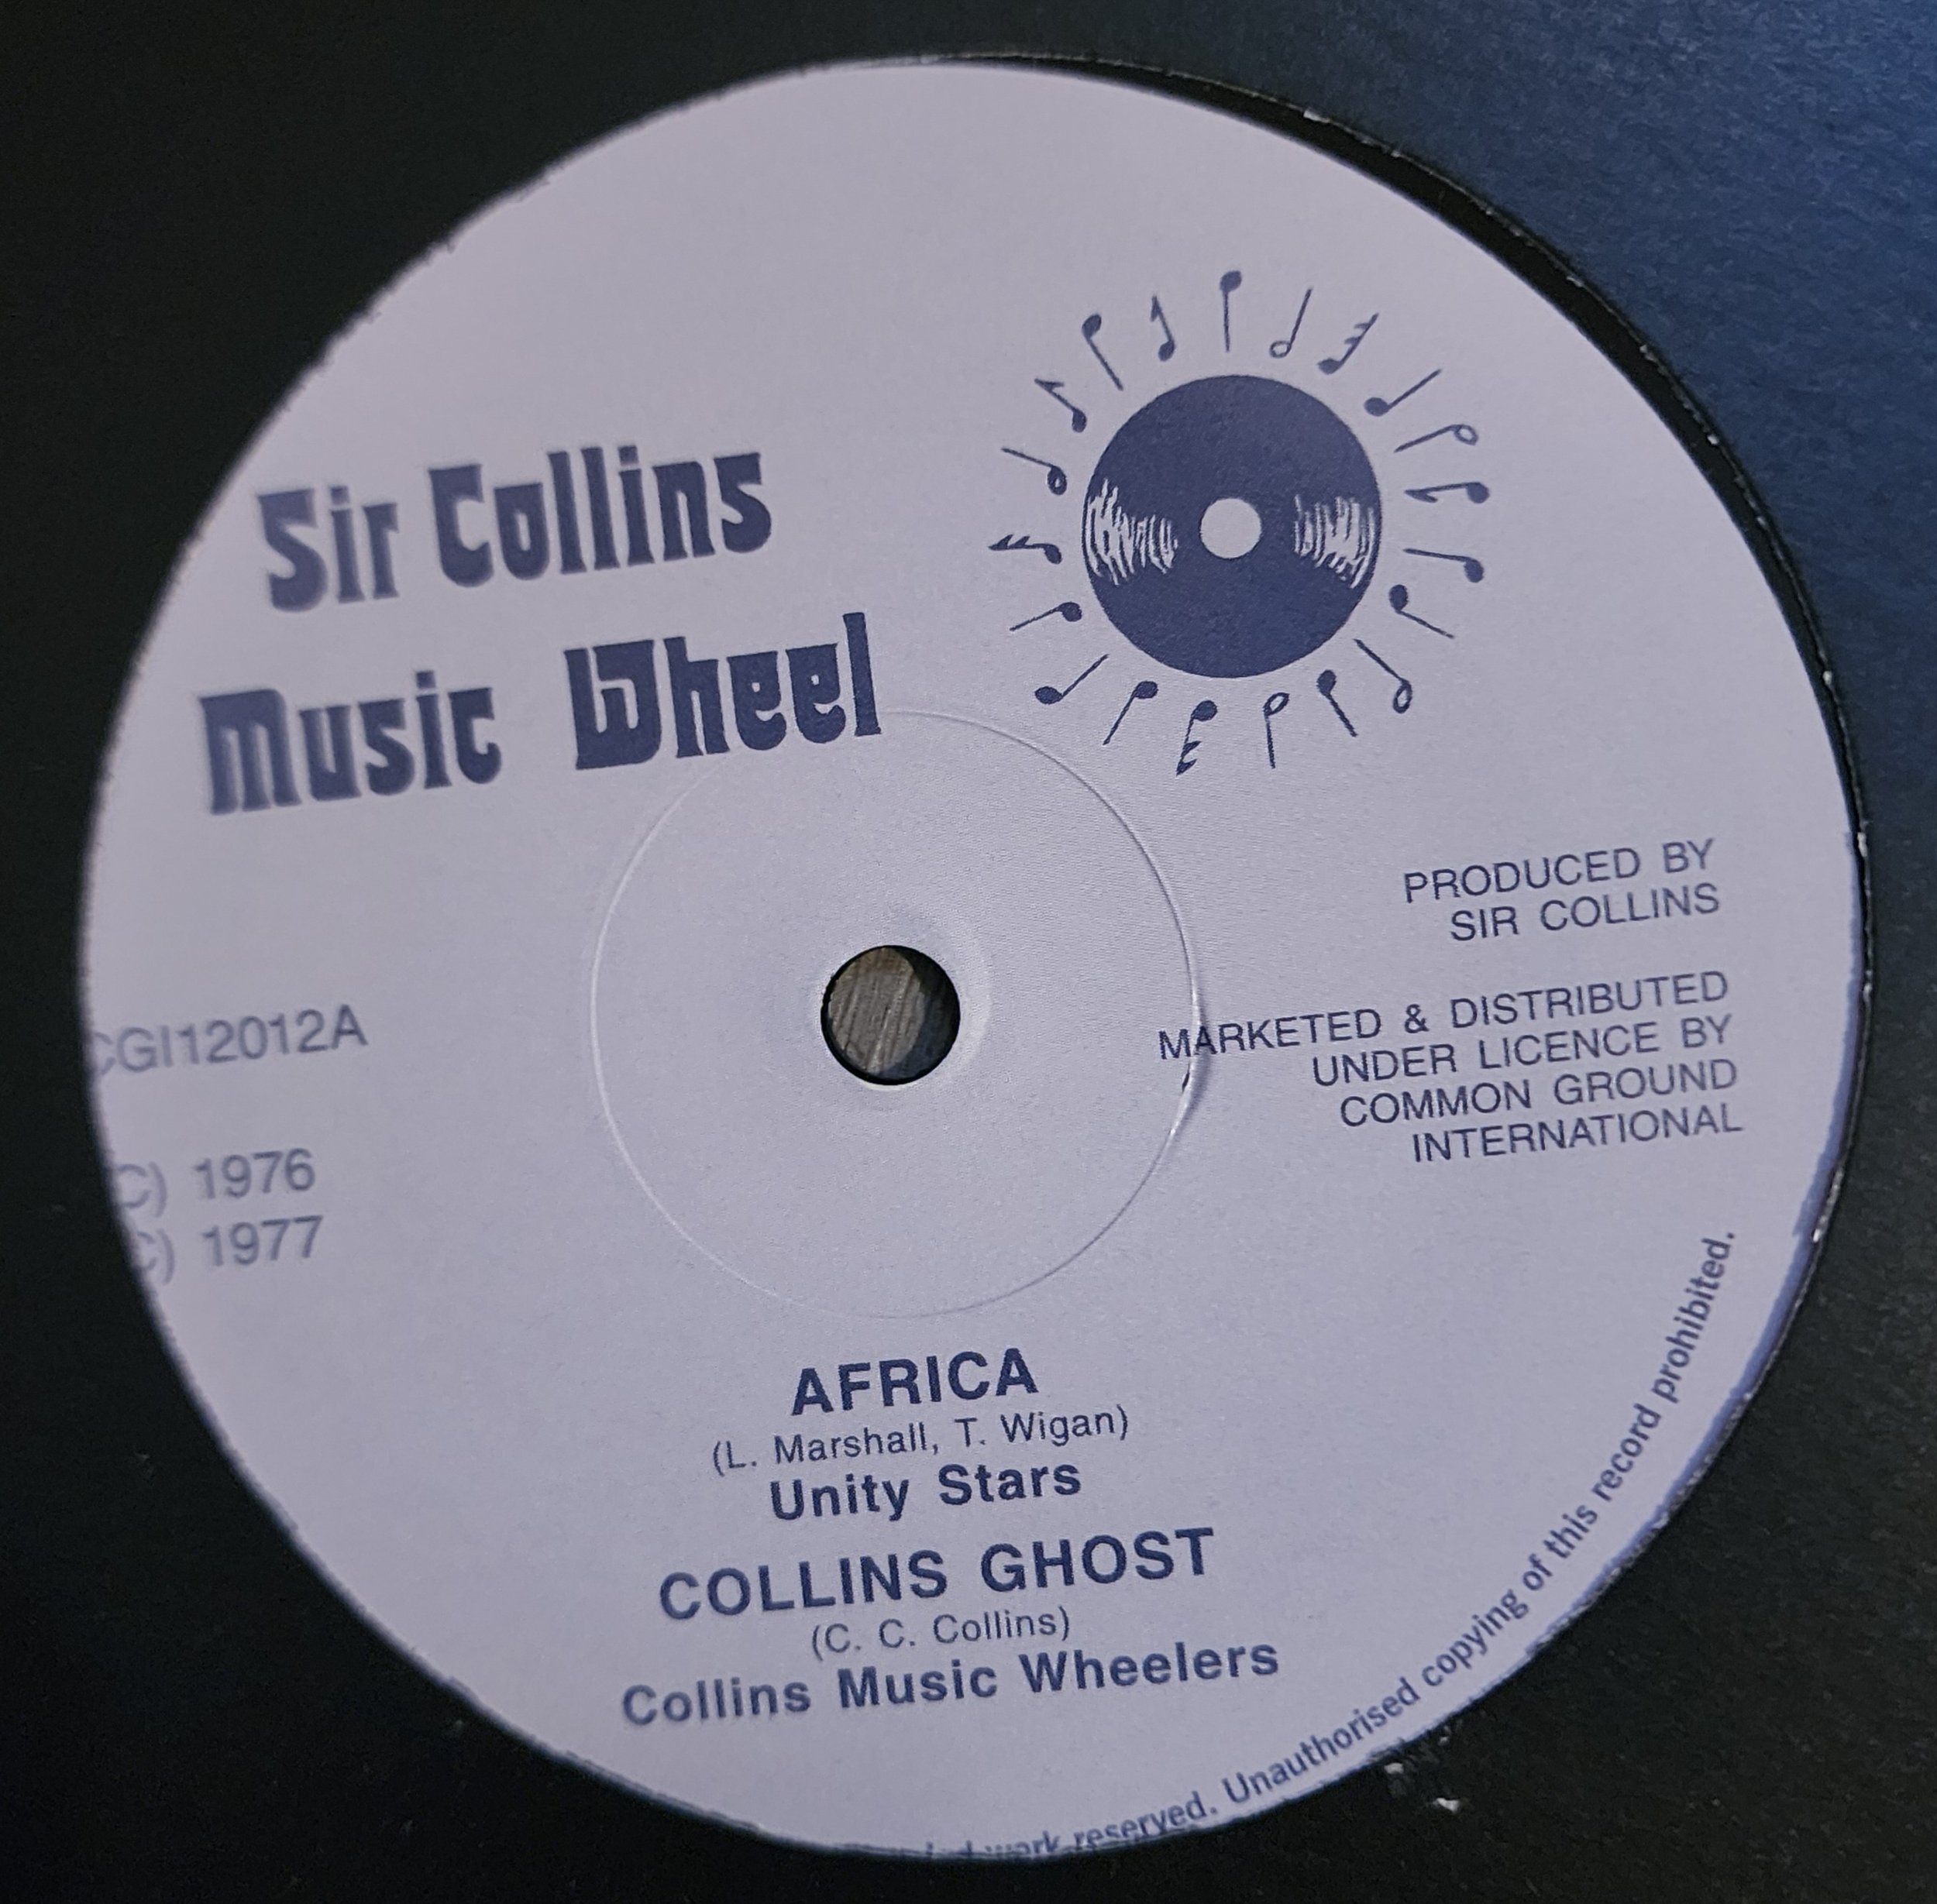 Sir Collins
Music Wheel
PRODUCED BY
SIR COLLINS
MARKETED & DISTRIBUTED
UNDER LICENCE BY
COMMON GROUND
INTERNATIONAL
CGI12012A
C) 1976
C) 1977
AFRICA
(L. Marshall, T. Wigan)
Unity Stars
COLLINS GHOST
(C. C. Collins)
Collins Music Wheelers
work reserved. Unauthorised copying of this record prohibited.